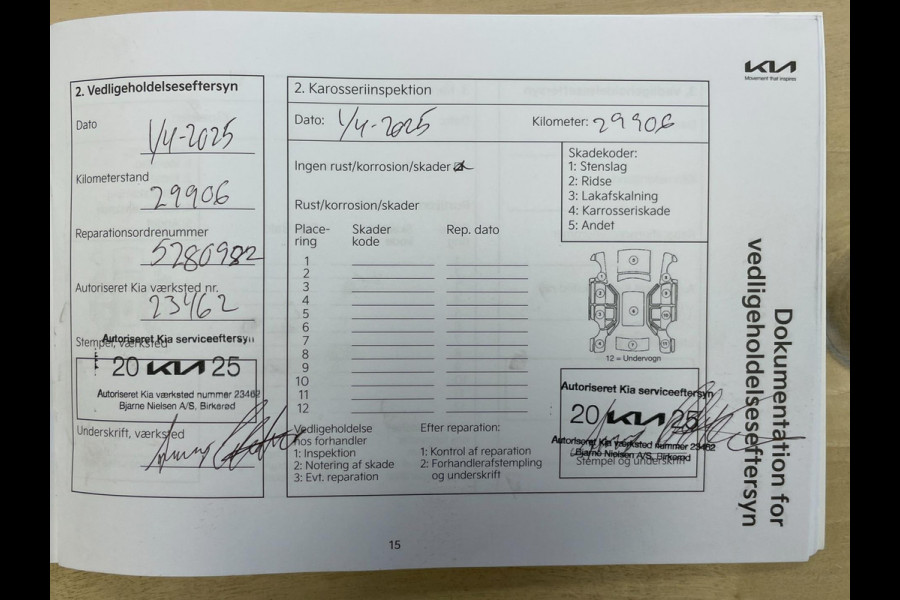 KIA
Movement that inspires
Dokumentation for
vedligeholdelseseftersyn
2. Vedligeholdelseseftersyn
Dato
1/4-2025
Kilometerstand
29906
Reparationsordrenummer
5280982
Autoriseret Kia værksted nr.
23462
Stempel, værksted
Autoriseret Kia serviceeftersyn
20 KIA 25
Autoriseret Kia værksted nummer 23462
Bjarne Nielsen A/S, Birkerød
Underskrift, værksted
2. Karosseriinspektion
Dato: 1/4-2025
Kilometer: 29906
Ingen rust/korrosion/skader
Rust/korrosion/skader
Place-
ring
Skader
kode
Rep. dato
1
2
3
4
5
6
7
8
9
10
11
12
Skadekoder:
1: Stenslag
2: Ridse
3: Lakafskalning
4: Karrosseriskade
5: Andet
12 = Undervogn
Vedligeholdelse
hos forhandler
1: Inspektion
2: Notering af skade
3: Evt. reparation
Efter reparation:
1: Kontrol af reparation
2: Forhandlerafstempling
og underskrift
Autoriseret Kia serviceeftersyn
20 KIA 25
Autoriseret Kia værksted nummer 23462
Bjarne Nielsen A/S, Birkerød
Stempel og underskrift
15